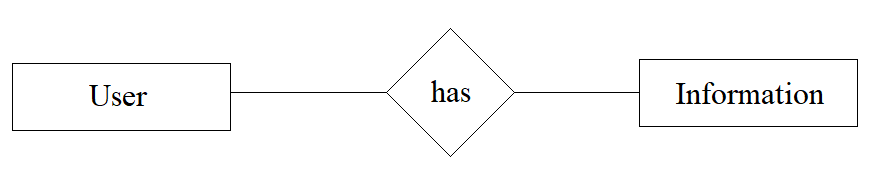 User
has
Information